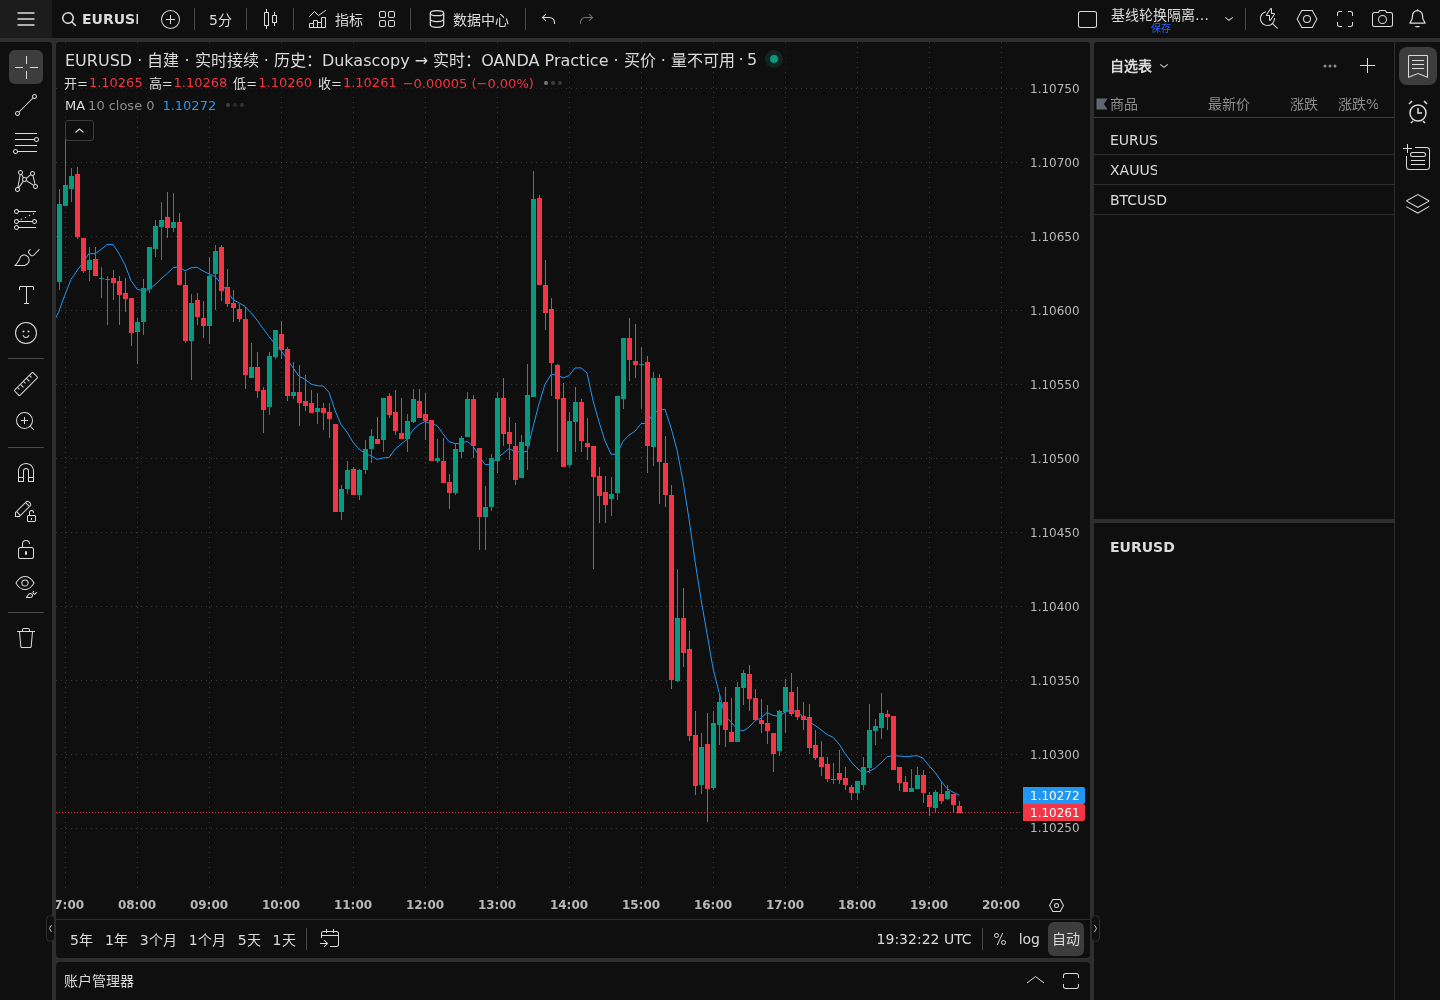 EURUSD 5分 指标 数据中心 基线轮换隔离... 保存
EURUSD · 自建 · 实时接续 · 历史：Dukascopy → 实时：OANDA Practice · 买价 · 量不可用 · 5
开=1.10265 高=1.10268 低=1.10260 收=1.10261 −0.00005 (−0.00%)
MA 10 close 0 1.10272
1.10750
1.10700
1.10650
1.10600
1.10550
1.10500
1.10450
1.10400
1.10350
1.10300
1.10272
1.10261
1.10250
7:00 08:00 09:00 10:00 11:00 12:00 13:00 14:00 15:00 16:00 17:00 18:00 19:00 20:00
5年 1年 3个月 1个月 5天 1天 19:32:22 UTC % log 自动
账户管理器
自选表
商品 最新价 涨跌 涨跌%
EURUS
XAUUS
BTCUSD
EURUSD